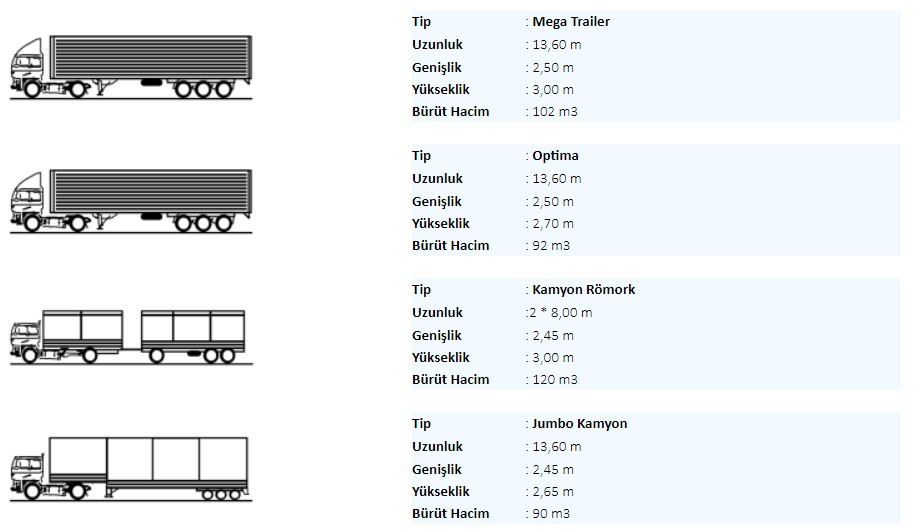 Tip : Mega Trailer
Uzunluk : 13,60 m
Genişlik : 2,50 m
Yükseklik : 3,00 m
Bürüt Hacim : 102 m3
Tip : Optima
Uzunluk : 13,60 m
Genişlik : 2,50 m
Yükseklik : 2,70 m
Bürüt Hacim : 92 m3
Tip : Kamyon Römork
Uzunluk :2 * 8,00 m
Genişlik : 2,45 m
Yükseklik : 3,00 m
Bürüt Hacim : 120 m3
Tip : Jumbo Kamyon
Uzunluk : 13,60 m
Genişlik : 2,45 m
Yükseklik : 2,65 m
Bürüt Hacim : 90 m3